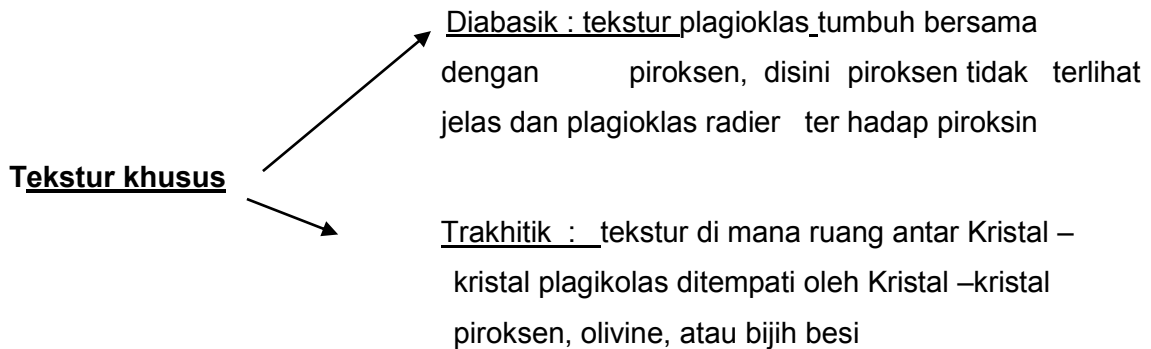 Diabasik : tekstur plagioklas tumbuh bersama
dengan piroksen, disini piroksen tidak terlihat
jelas dan plagioklas radier ter hadap piroksin
Tekstur khusus
Trakhitik : tekstur di mana ruang antar Kristal –
kristal plagikolas ditempati oleh Kristal –kristal
piroksen, olivine, atau bijih besi